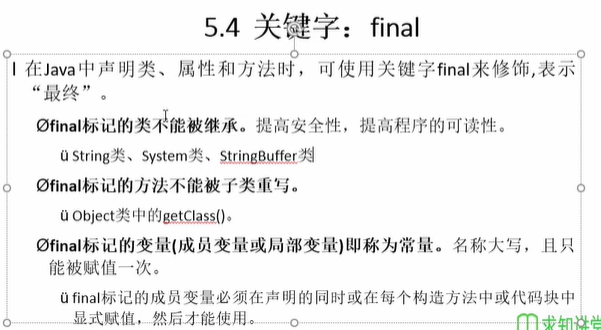 5.4 关键字：final
l 在Java中声明类、属性和方法时，可使用关键字final来修饰,表示
“最终”。
Øfinal标记的类不能被继承。提高安全性，提高程序的可读性。
ü String类、System类、StringBuffer类
Øfinal标记的方法不能被子类重写。
ü Object类中的getClass()。
Øfinal标记的变量(成员变量或局部变量)即称为常量。名称大写，且只
能被赋值一次。
ü final标记的成员变量必须在声明的同时或在每个构造方法中或代码块中
显式赋值，然后才能使用。
求知讲堂